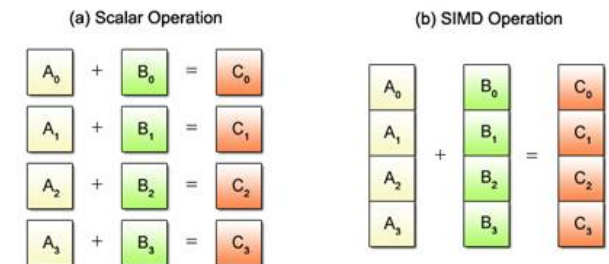 (a) Scalar Operation
A₀ + B₀ = C₀
A₁ + B₁ = C₁
A₂ + B₂ = C₂
A₃ + B₃ = C₃
(b) SIMD Operation
A₀ B₀ C₀
A₁ B₁ C₁
+ =
A₂ B₂ C₂
A₃ B₃ C₃